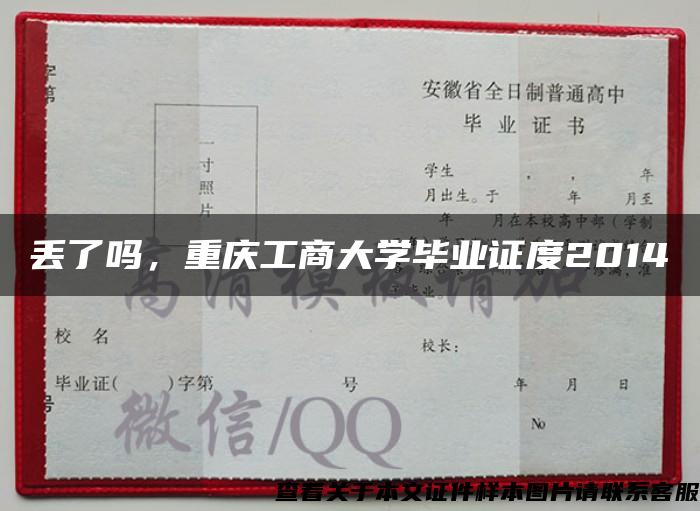 字
第
安徽省全日制普通高中
毕业证书
一寸照片
学生 , , 年
月出生。于 年 月至
年 月在本校高中部（学制
丢了吗，重庆工商大学毕业证度2014
高清模板请加
校名
校长：
毕业证( )字第 号
年 月 日
号
微信/QQ
№
查看关于本文证件样本图片请联系客服